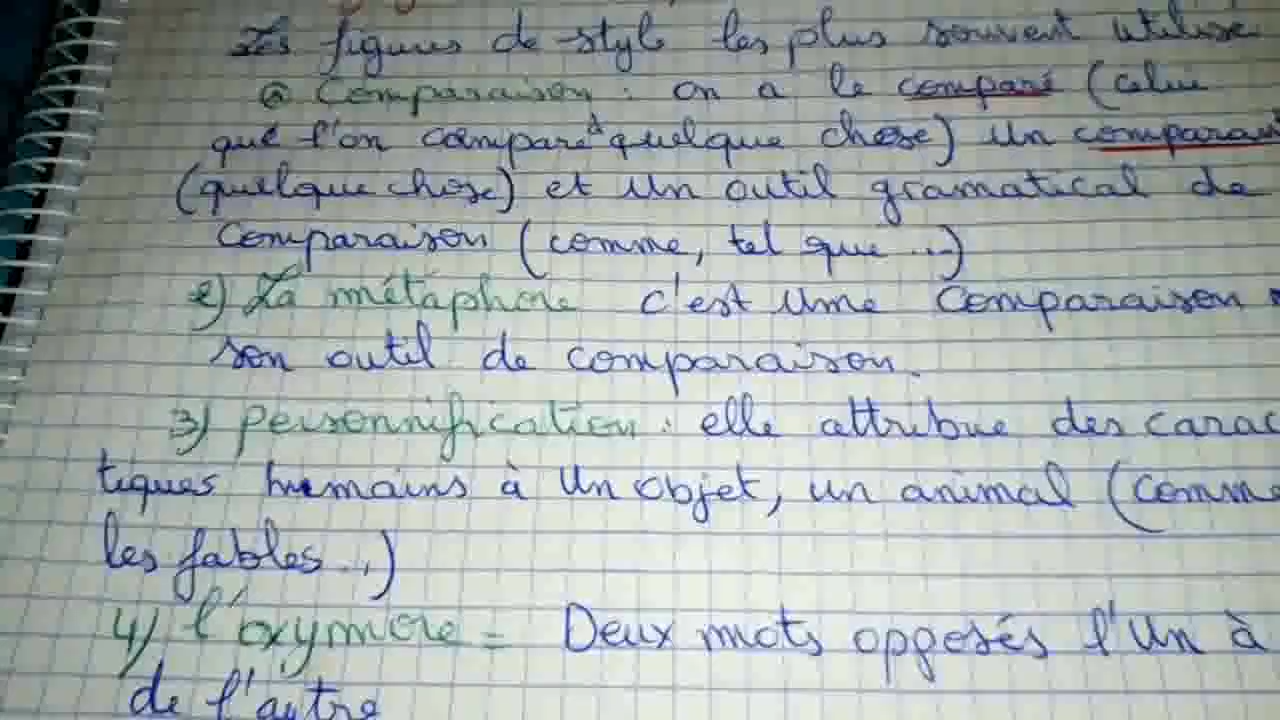 Les figures de style les plus souvent utilisé
@ Comparaison : on a le comparé (celui
que l'on compare à quelque chose) un comparant
(quelque chose) et un outil gramatical de
comparaison (comme, tel que ...)
2) La métaphore c'est une comparaison
son outil de comparaison.
3) personnification : elle attribue des carac
tiques humains à un objet, un animal (comme
les fables ...)
4) l'oxymore = Deux mots opposés l'un à
de l'autre